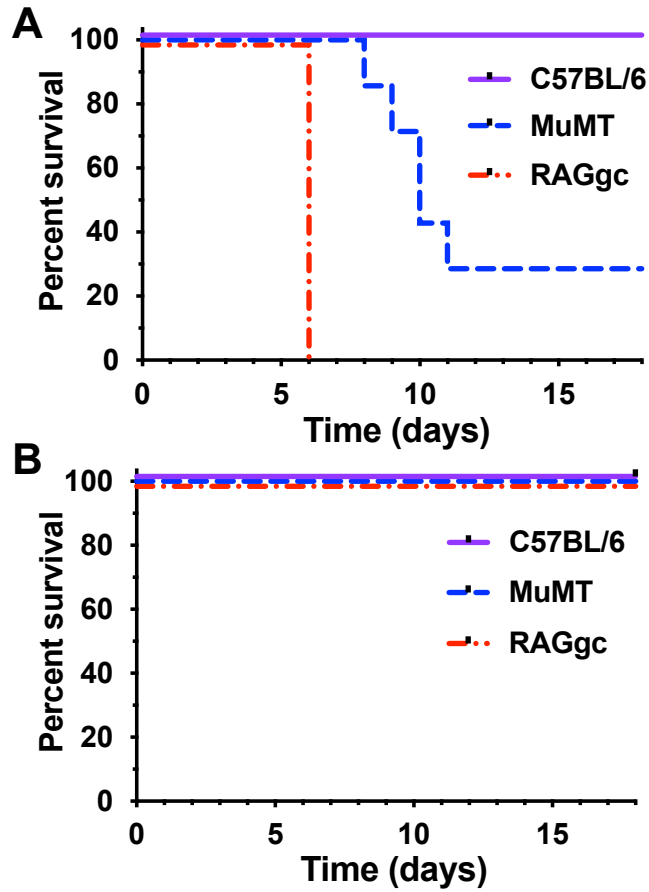 A
Percent survival
100
80
60
40
20
0
C57BL/6
MuMT
RAGgc
0 5 10 15
Time (days)
B
Percent survival
100
80
60
40
20
0
C57BL/6
MuMT
RAGgc
0 5 10 15
Time (days)